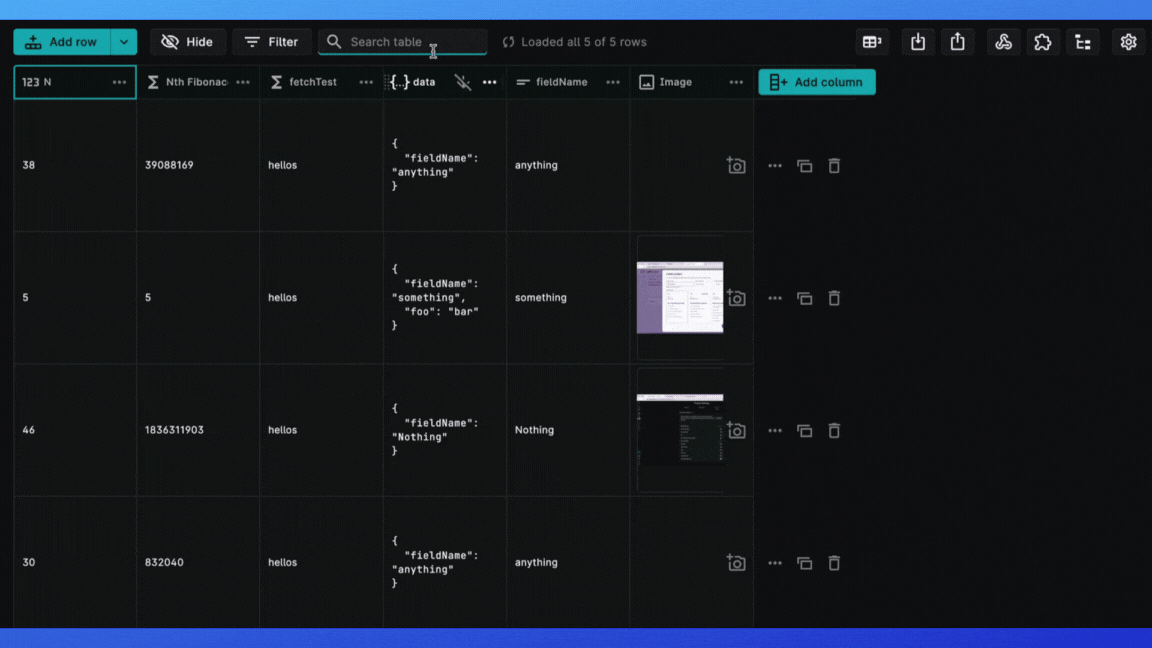 Add row
Hide
Filter
Search table
Loaded all 5 of 5 rows
123 N
Nth Fibonac
fetchTest
{..} data
fieldName
Image
Add column
38
39088169
hellos
{
"fieldName":
"anything"
}
anything
5
5
hellos
{
"fieldName":
"something",
"foo": "bar"
}
something
46
1836311903
hellos
{
"fieldName":
"Nothing"
}
Nothing
30
832040
hellos
{
"fieldName":
"anything"
}
anything